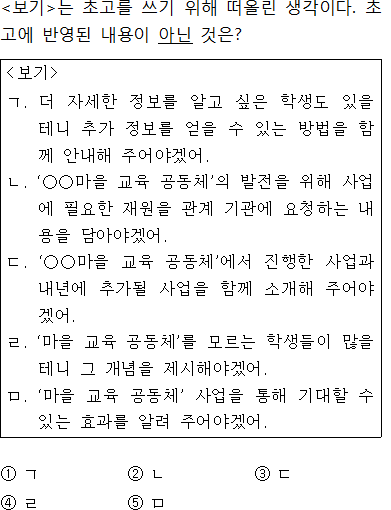 <보기>는 초고를 쓰기 위해 떠올린 생각이다. 초
고에 반영된 내용이 아닌 것은?
<보기>
ㄱ. 더 자세한 정보를 알고 싶은 학생도 있을
테니 추가 정보를 얻을 수 있는 방법을 함
께 안내해 주어야겠어.
ㄴ. ‘○○마을 교육 공동체’의 발전을 위해 사업
에 필요한 재원을 관계 기관에 요청하는 내
용을 담아야겠어.
ㄷ. ‘○○마을 교육 공동체’에서 진행한 사업과
내년에 추가될 사업을 함께 소개해 주어야
겠어.
ㄹ. ‘마을 교육 공동체’를 모르는 학생들이 많을
테니 그 개념을 제시해야겠어.
ㅁ. ‘마을 교육 공동체’ 사업을 통해 기대할 수
있는 효과를 알려 주어야겠어.
① ㄱ ② ㄴ ③ ㄷ
④ ㄹ ⑤ ㅁ